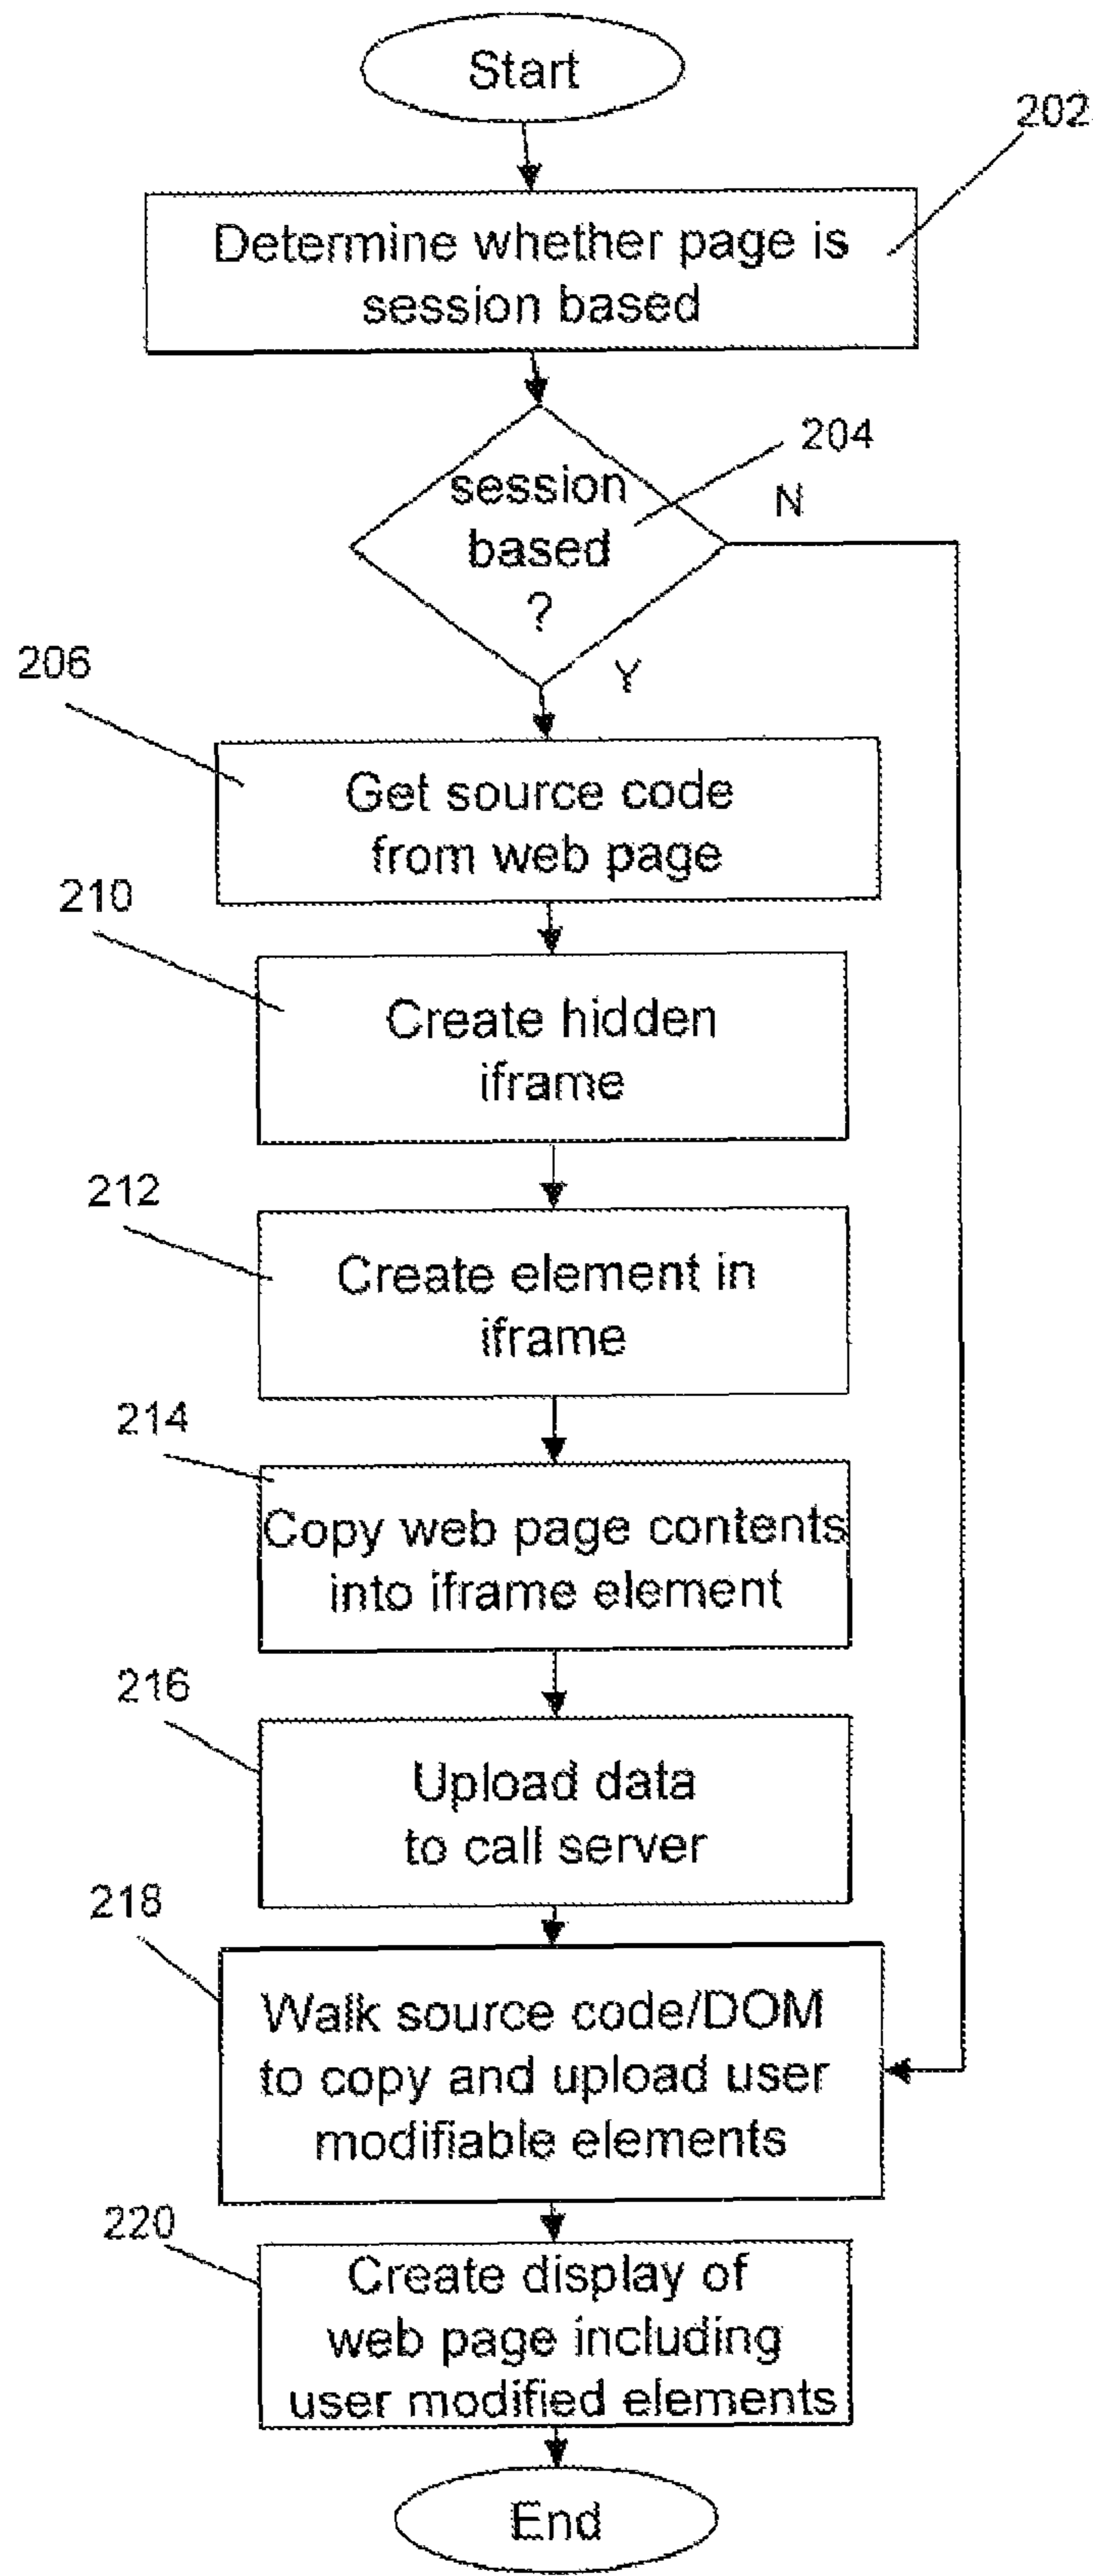 Start
202
Determine whether page is
session based
204
session
based
?
N
Y
206
Get source code
from web page
210
Create hidden
iframe
212
Create element in
iframe
214
Copy web page contents
into iframe element
216
Upload data
to call server
218
Walk source code/DOM
to copy and upload user
modifiable elements
220
Create display of
web page including
user modified elements
End